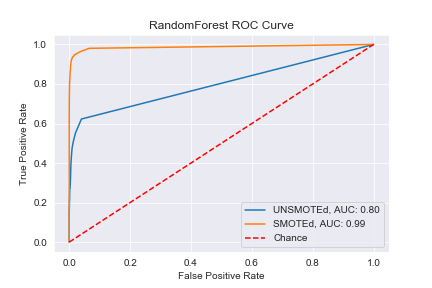 RandomForest ROC Curve
1.0
0.8
0.6
0.4
0.2
0.0
True Positive Rate
0.0 0.2 0.4 0.6 0.8 1.0
False Positive Rate
UNSMOTEd, AUC: 0.80
SMOTEd, AUC: 0.99
Chance